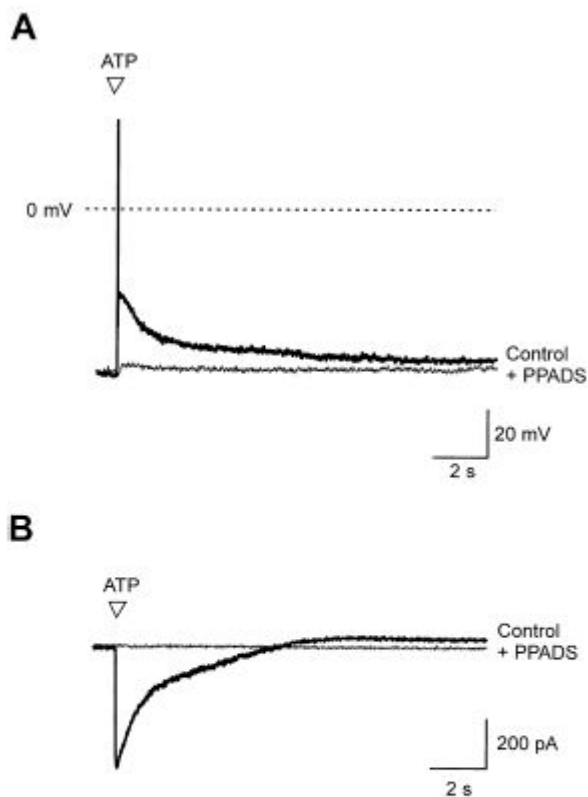 A
ATP
0 mV
Control
+ PPADS
20 mV
2 s
B
ATP
Control
+ PPADS
200 pA
2 s